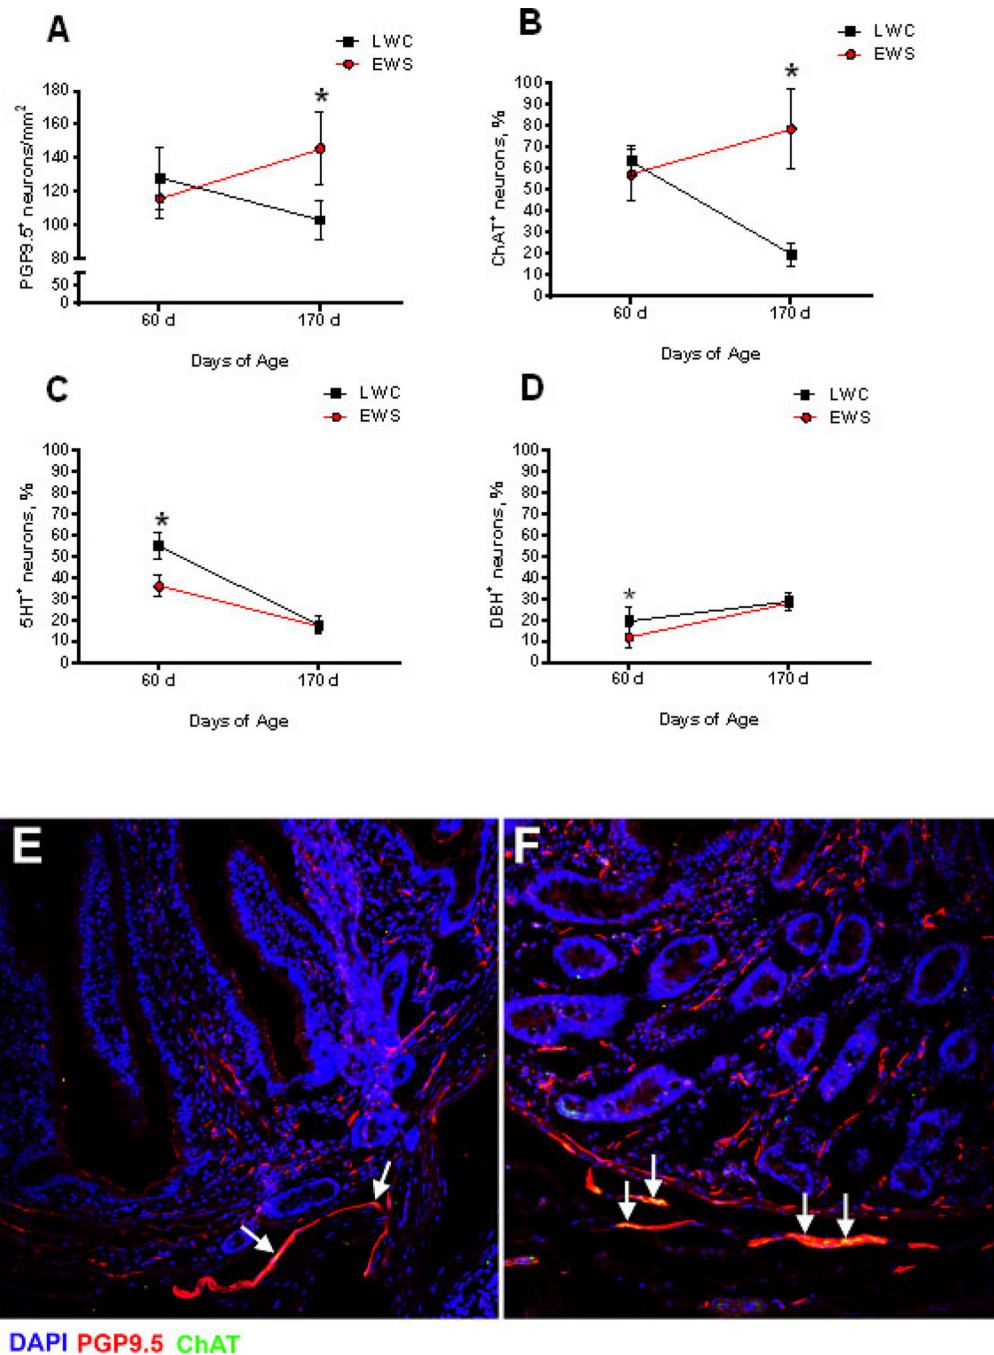 A
LWC
EWS
*
180
160
140
120
100
80
50
0
PGP9.5+ neurons/mm2
60 d
170 d
Days of Age
B
LWC
EWS
*
100
90
80
70
60
50
40
30
20
10
0
ChAT+ neurons, %
60 d
170 d
Days of Age
C
LWC
EWS
*
100
90
80
70
60
50
40
30
20
10
0
5HT+ neurons, %
60 d
170 d
Days of Age
D
LWC
EWS
*
100
90
80
70
60
50
40
30
20
10
0
DBH+ neurons, %
60 d
170 d
Days of Age
E
F
DAPI PGP9.5 ChAT